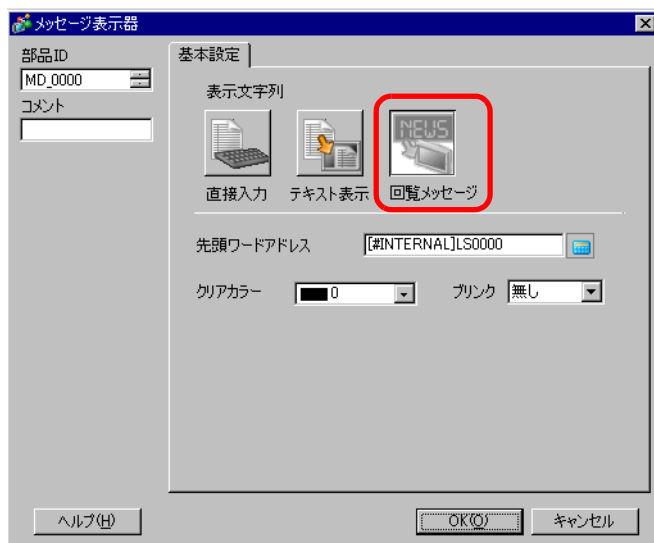 メッセージ表示器
部品ID
MD_0000
コメント
基本設定
表示文字列
NEWS
直接入力 テキスト表示 回覧メッセージ
先頭ワードアドレス [#INTERNAL]LS0000
クリアカラー 0 ブリンク 無し
ヘルプ(H) OK(O) キャンセル